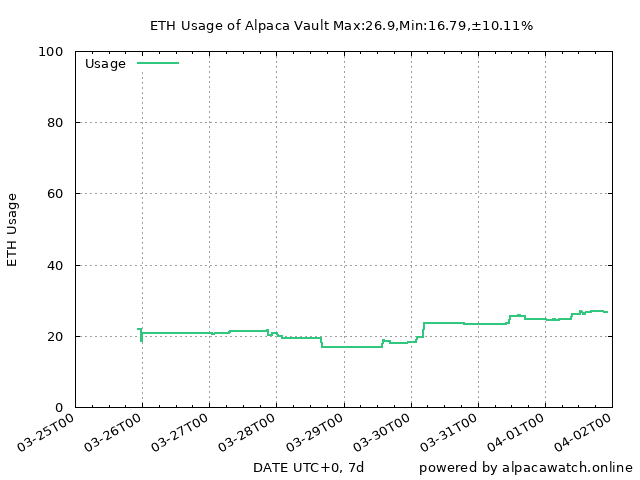 ETH Usage of Alpaca Vault Max:26.9,Min:16.79,±10.11%
Usage
100
80
60
40
20
0
ETH Usage
03-25T00
03-26T00
03-27T00
03-28T00
03-29T00
03-30T00
03-31T00
04-01T00
04-02T00
DATE UTC+0, 7d
powered by alpacawatch.online